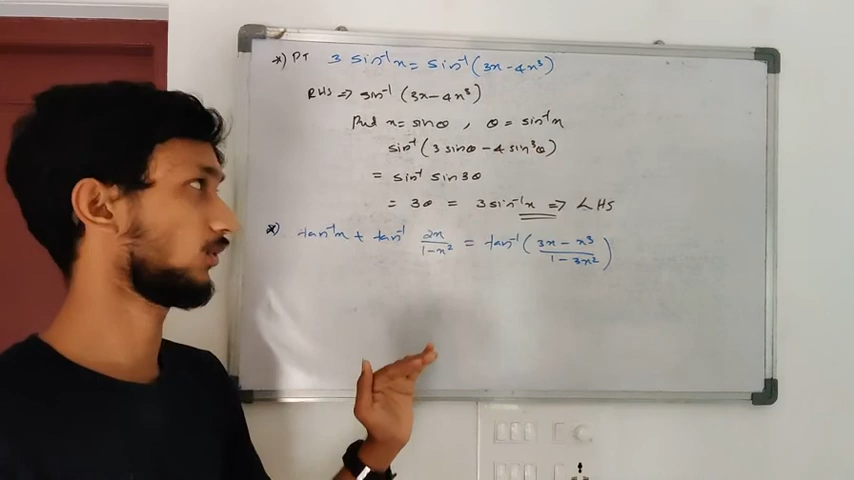 *) PT 3 sin⁻¹x = sin⁻¹(3x - 4x³)
RHS ⇒ sin⁻¹ (3x - 4x³)
Put x = sinθ , θ = sin⁻¹x
sin⁻¹(3 sinθ - 4 sin³θ)
= sin⁻¹ sin 3θ
= 3θ = 3 sin⁻¹x ⇒ LHS
*) tan⁻¹x + tan⁻¹ 2x/1-x² = tan⁻¹(3x - x³/1 - 3x²)